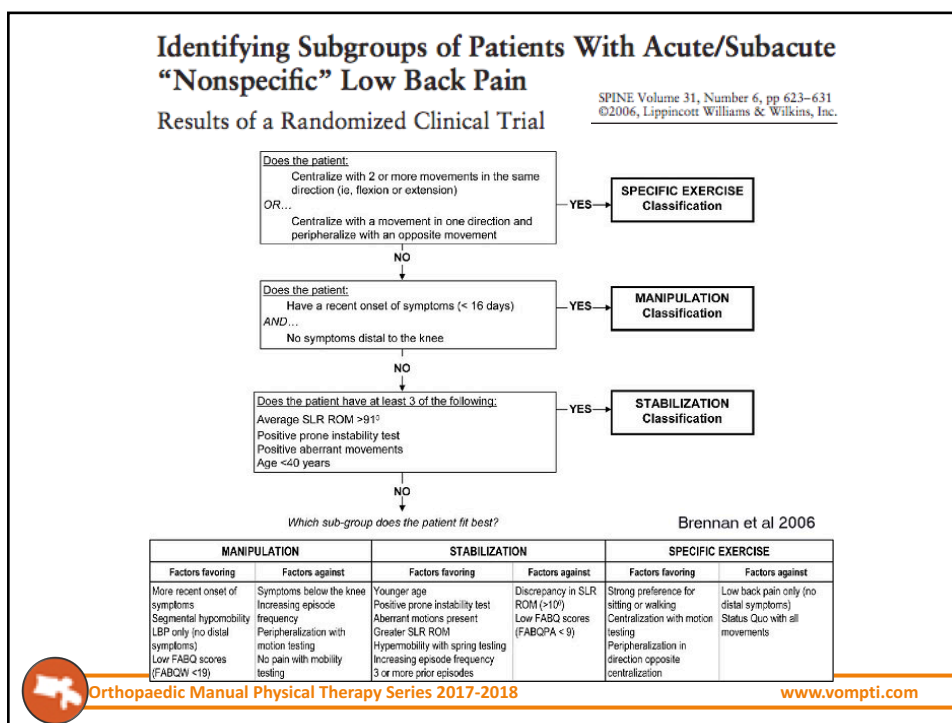 Identifying Subgroups of Patients With Acute/Subacute
“Nonspecific” Low Back Pain
SPINE Volume 31, Number 6, pp 623–631
©2006, Lippincott Williams & Wilkins, Inc.
Results of a Randomized Clinical Trial
Does the patient:
Centralize with 2 or more movements in the same
direction (ie, flexion or extension)
OR…
Centralize with a movement in one direction and
peripheralize with an opposite movement
YES
SPECIFIC EXERCISE
Classification
NO
Does the patient:
Have a recent onset of symptoms (< 16 days)
AND…
No symptoms distal to the knee
YES
MANIPULATION
Classification
NO
Does the patient have at least 3 of the following:
Average SLR ROM >91⁰
Positive prone instability test
Positive aberrant movements
Age <40 years
YES
STABILIZATION
Classification
NO
Which sub-group does the patient fit best?
Brennan et al 2006
MANIPULATION
Factors favoring
More recent onset of
symptoms
Segmental hypomobility
LBP only (no distal
symptoms)
Low FABQ scores
(FABQW <19)
Factors against
Symptoms below the knee
Increasing episode
frequency
Peripheralization with
motion testing
No pain with mobility
testing
STABILIZATION
Factors favoring
Younger age
Positive prone instability test
Aberrant motions present
Greater SLR ROM
Hypermobility with spring testing
Increasing episode frequency
3 or more prior episodes
Factors against
Discrepancy in SLR
ROM (>10⁰)
Low FABQ scores
(FABQPA < 9)
SPECIFIC EXERCISE
Factors favoring
Strong preference for
sitting or walking
Centralization with motion
testing
Peripheralization in
direction opposite
centralization
Factors against
Low back pain only (no
distal symptoms)
Status Quo with all
movements
Orthopaedic Manual Physical Therapy Series 2017-2018
www.vompti.com